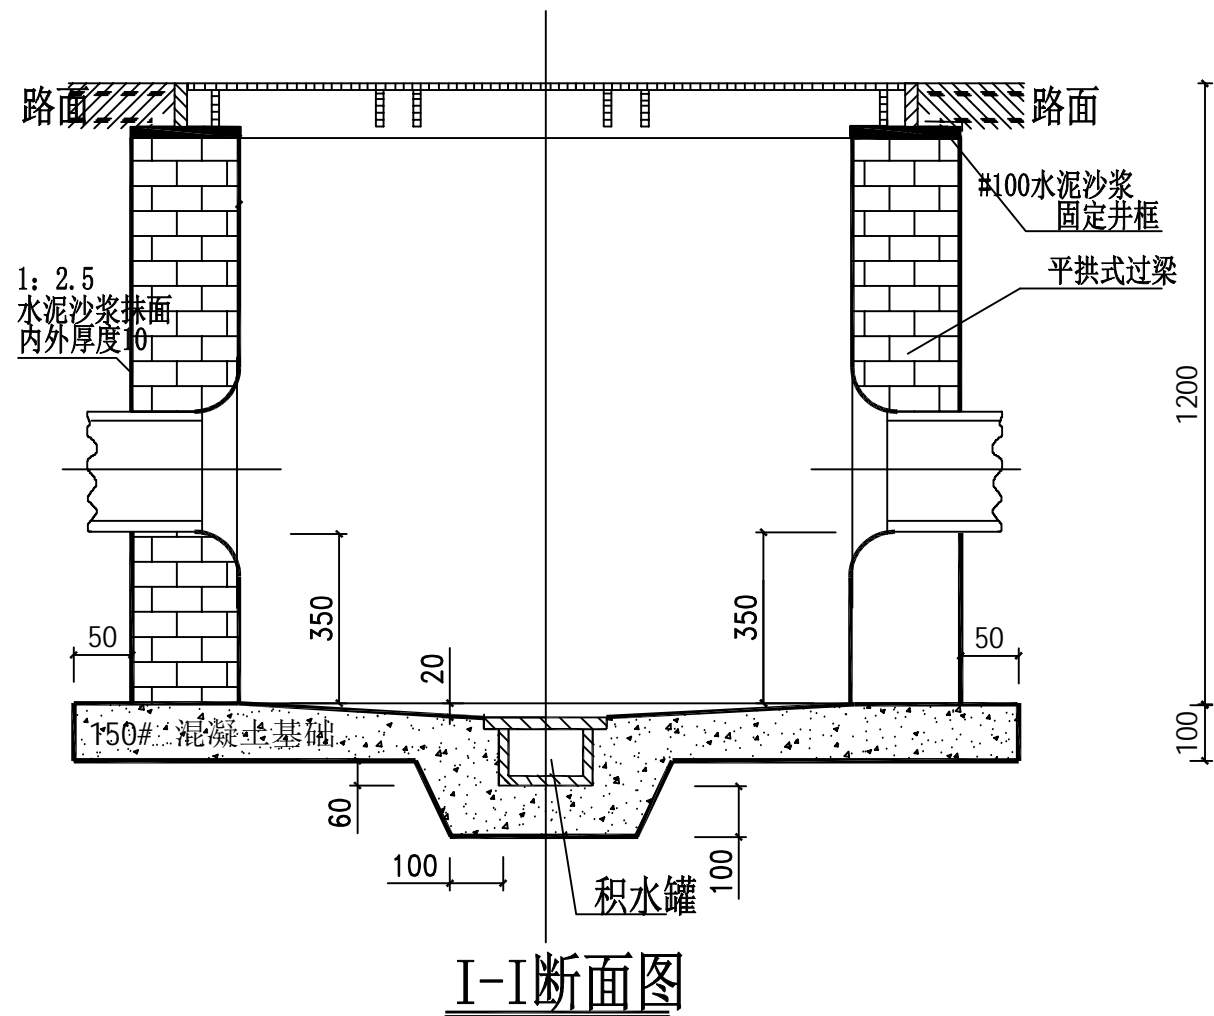 路面
路面
#100水泥沙浆
固定井框
平拱式过梁
1：2.5
水泥沙浆抹面
内外厚度10
1200
350
350
50
50
20
150# 混凝土基础
100
60
100
100
积水罐
I-I断面图